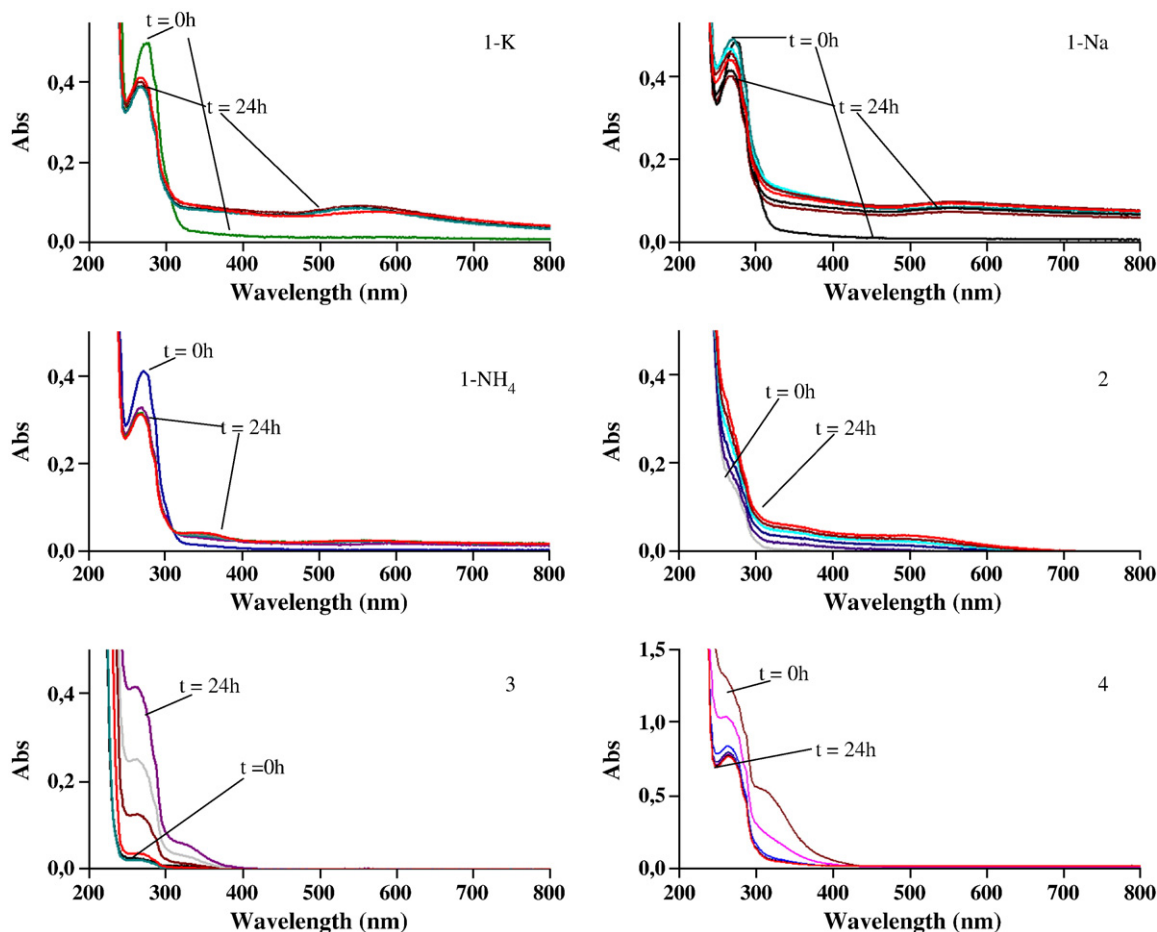 t = 0h
1-K
0,4
t = 24h
Abs
0,2
0,0
200 300 400 500 600 700 800
Wavelength (nm)
t = 0h
1-Na
0,4
t = 24h
Abs
0,2
0,0
200 300 400 500 600 700 800
Wavelength (nm)
t = 0h
1-NH₄
0,4
t = 24h
Abs
0,2
0,0
200 300 400 500 600 700 800
Wavelength (nm)
2
0,4
t = 0h
t = 24h
Abs
0,2
0,0
200 300 400 500 600 700 800
Wavelength (nm)
3
t = 24h
0,4
Abs
0,2
t =0h
0,0
200 300 400 500 600 700 800
Wavelength (nm)
1,5
t = 0h
4
1,0
t = 24h
Abs
0,5
0,0
200 300 400 500 600 700 800
Wavelength (nm)